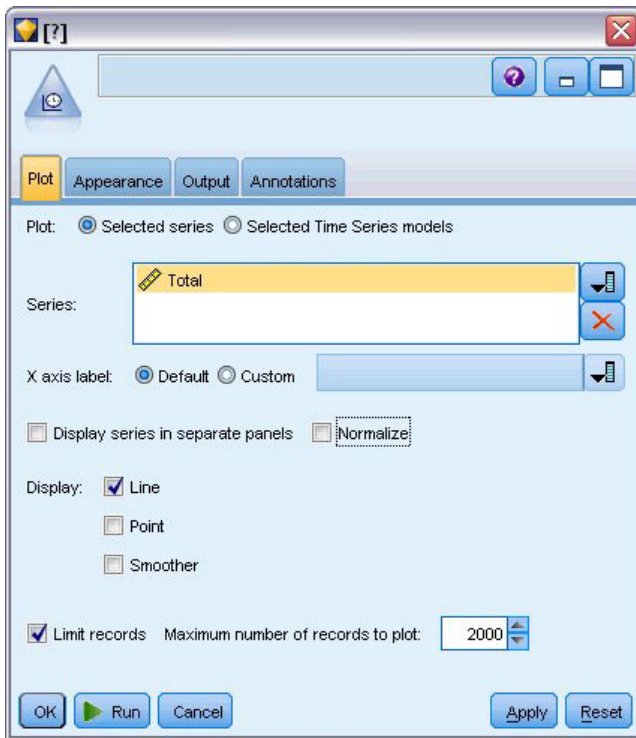 [?]
Plot Appearance Output Annotations
Plot: Selected series Selected Time Series models
Total
Series:
X axis label: Default Custom
Display series in separate panels Normalize
Display: Line
Point
Smoother
Limit records Maximum number of records to plot: 2000
OK Run Cancel Apply Reset